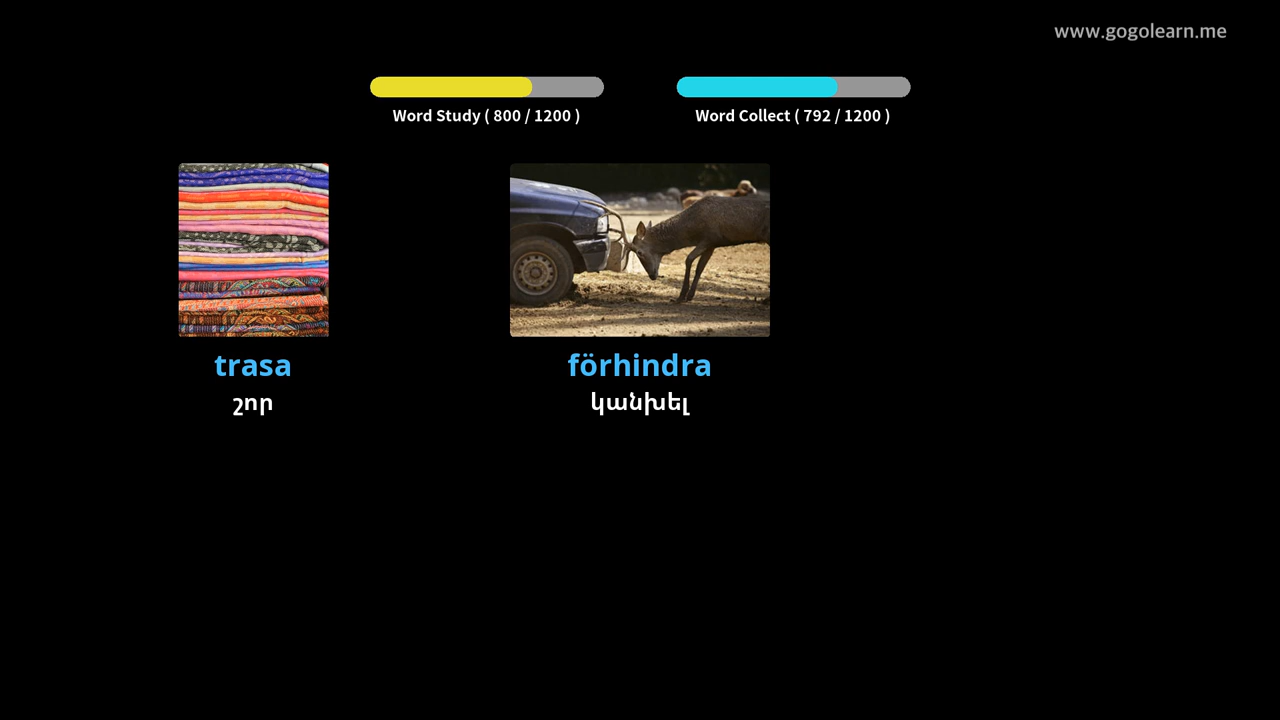 www.gogolearn.me
Word Study ( 800 / 1200 )
Word Collect ( 792 / 1200 )
trasa
շոր
förhindra
կանխել